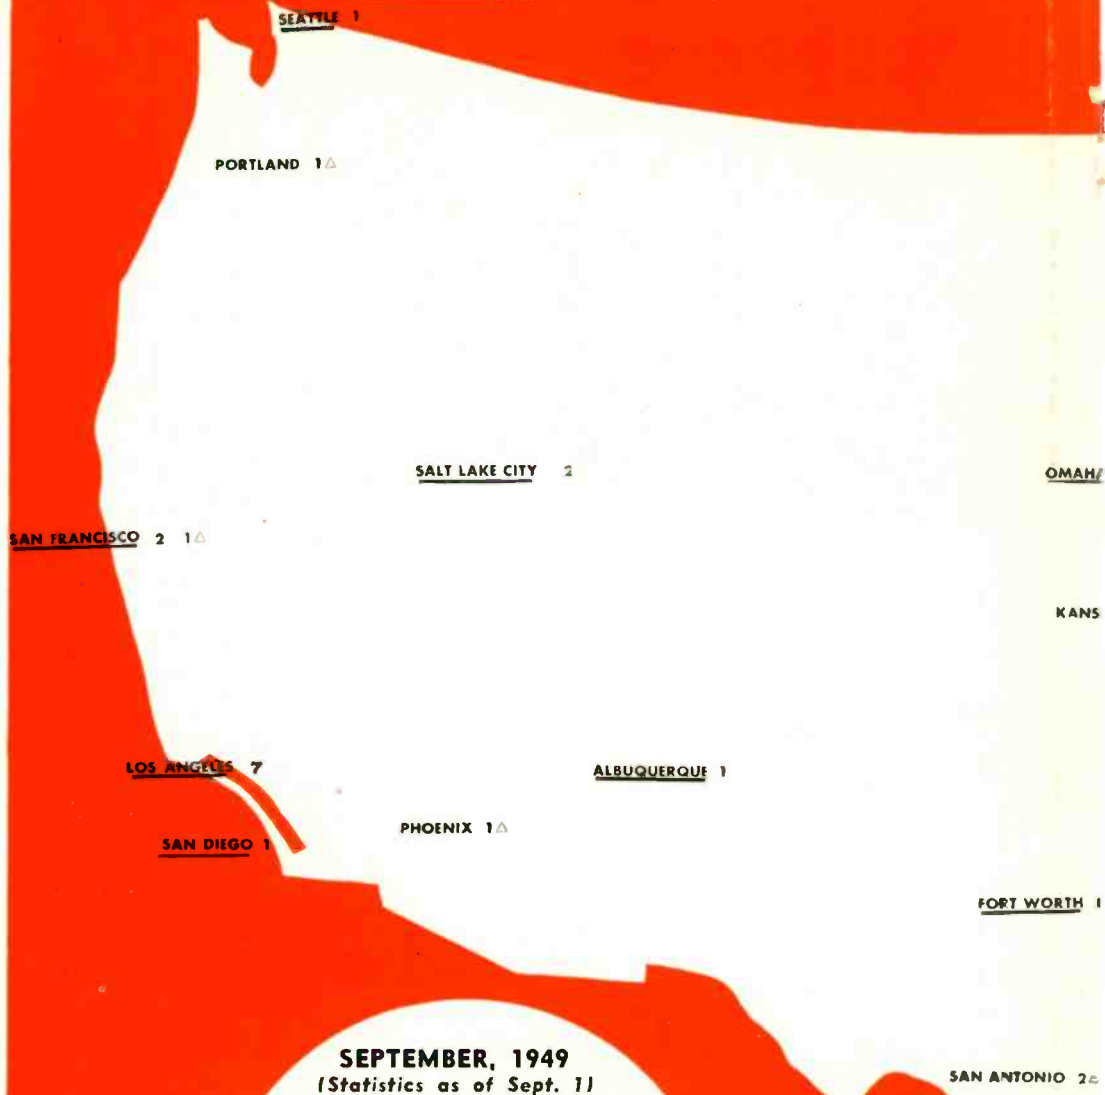 SEATTLE 1
PORTLAND 1△
SALT LAKE CITY 2
SAN FRANCISCO 2 1△
KANS
LOS ANGELES 7
ALBUQUERQUE 1
PHOENIX 1△
SAN DIEGO 1
FORT WORTH 1
SEPTEMBER, 1949
(Statistics as of Sept. 1)
SAN ANTONIO 2